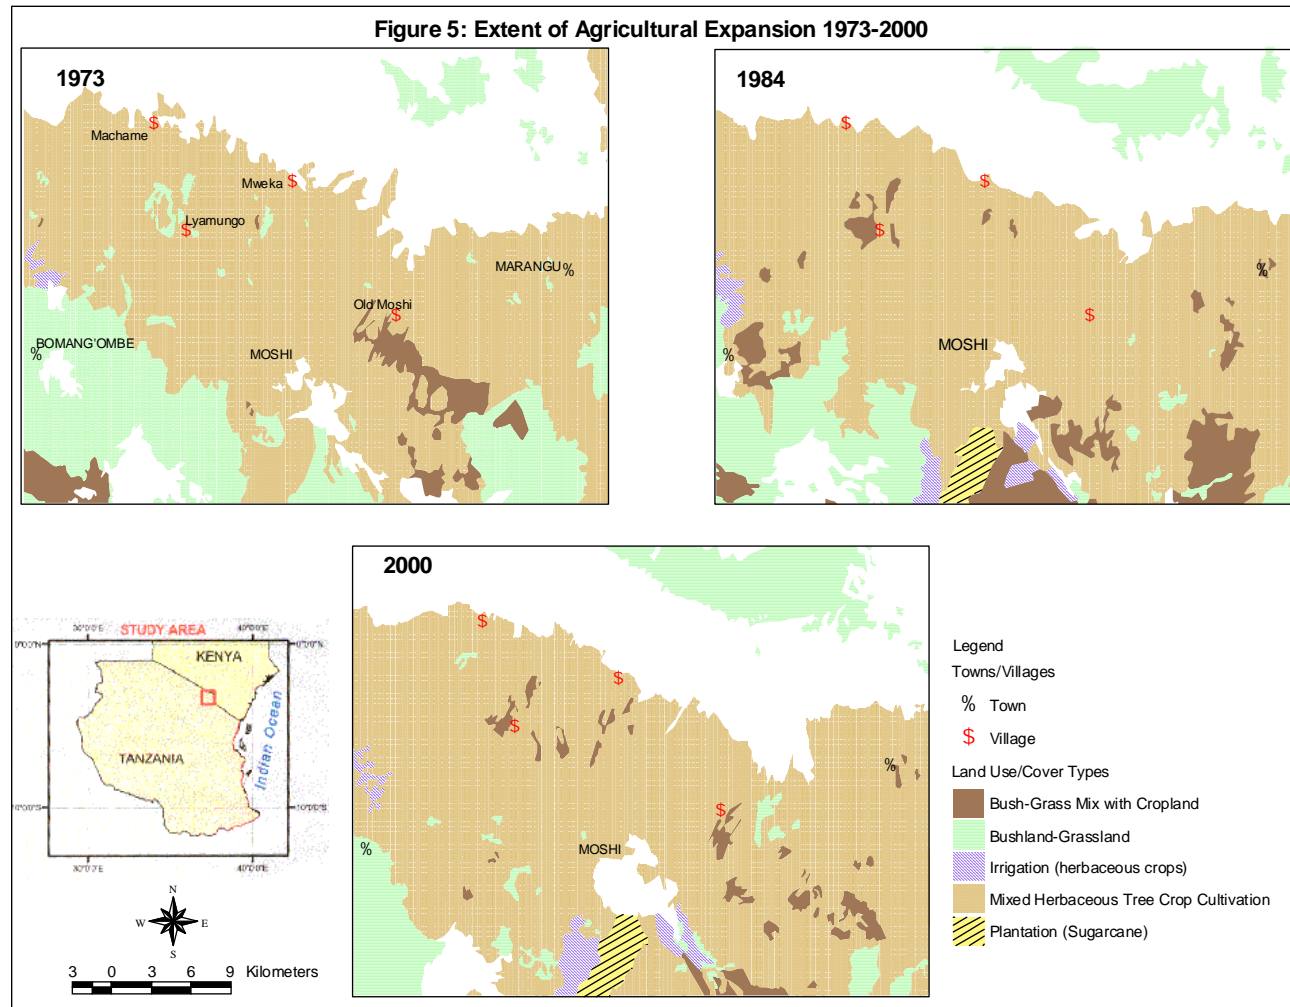 Figure 5: Extent of Agricultural Expansion 1973-2000
1973
Machame
$
Mweka $
Lyamungo
$
MARANGU %
Old Moshi
$
BOMANG'OMBE
%
MOSHI
1984
$
$
$
%
$
MOSHI
%
2000
$
$
$
%
$
MOSHI
%
STUDY AREA
KENYA
TANZANIA
Indian Ocean
40°0'0"E
N
W E
S
3 0 3 6 9 Kilometers
Legend
Towns/Villages
% Town
$ Village
Land Use/Cover Types
Bush-Grass Mix with Cropland
Bushland-Grassland
Irrigation (herbaceous crops)
Mixed Herbaceous Tree Crop Cultivation
Plantation (Sugarcane)